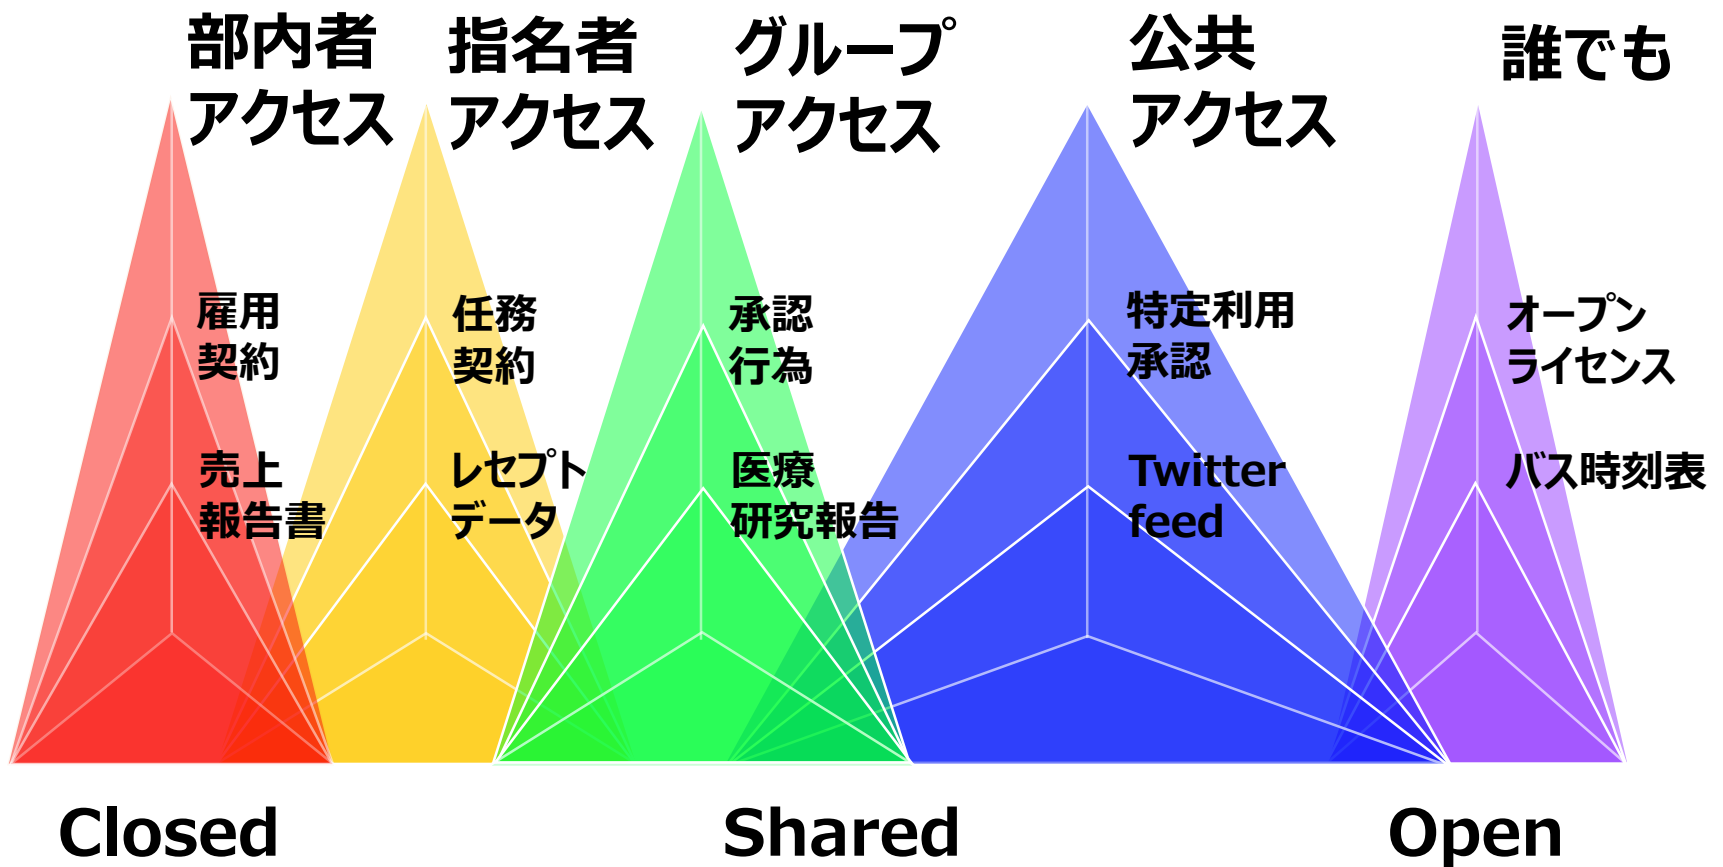 部内者
アクセス
指名者
アクセス
グループ
アクセス
公共
アクセス
誰でも
雇用
契約
任務
契約
承認
行為
特定利用
承認
オープン
ライセンス
売上
報告書
レセプト
データ
医療
研究報告
Twitter
feed
バス時刻表
Closed
Shared
Open